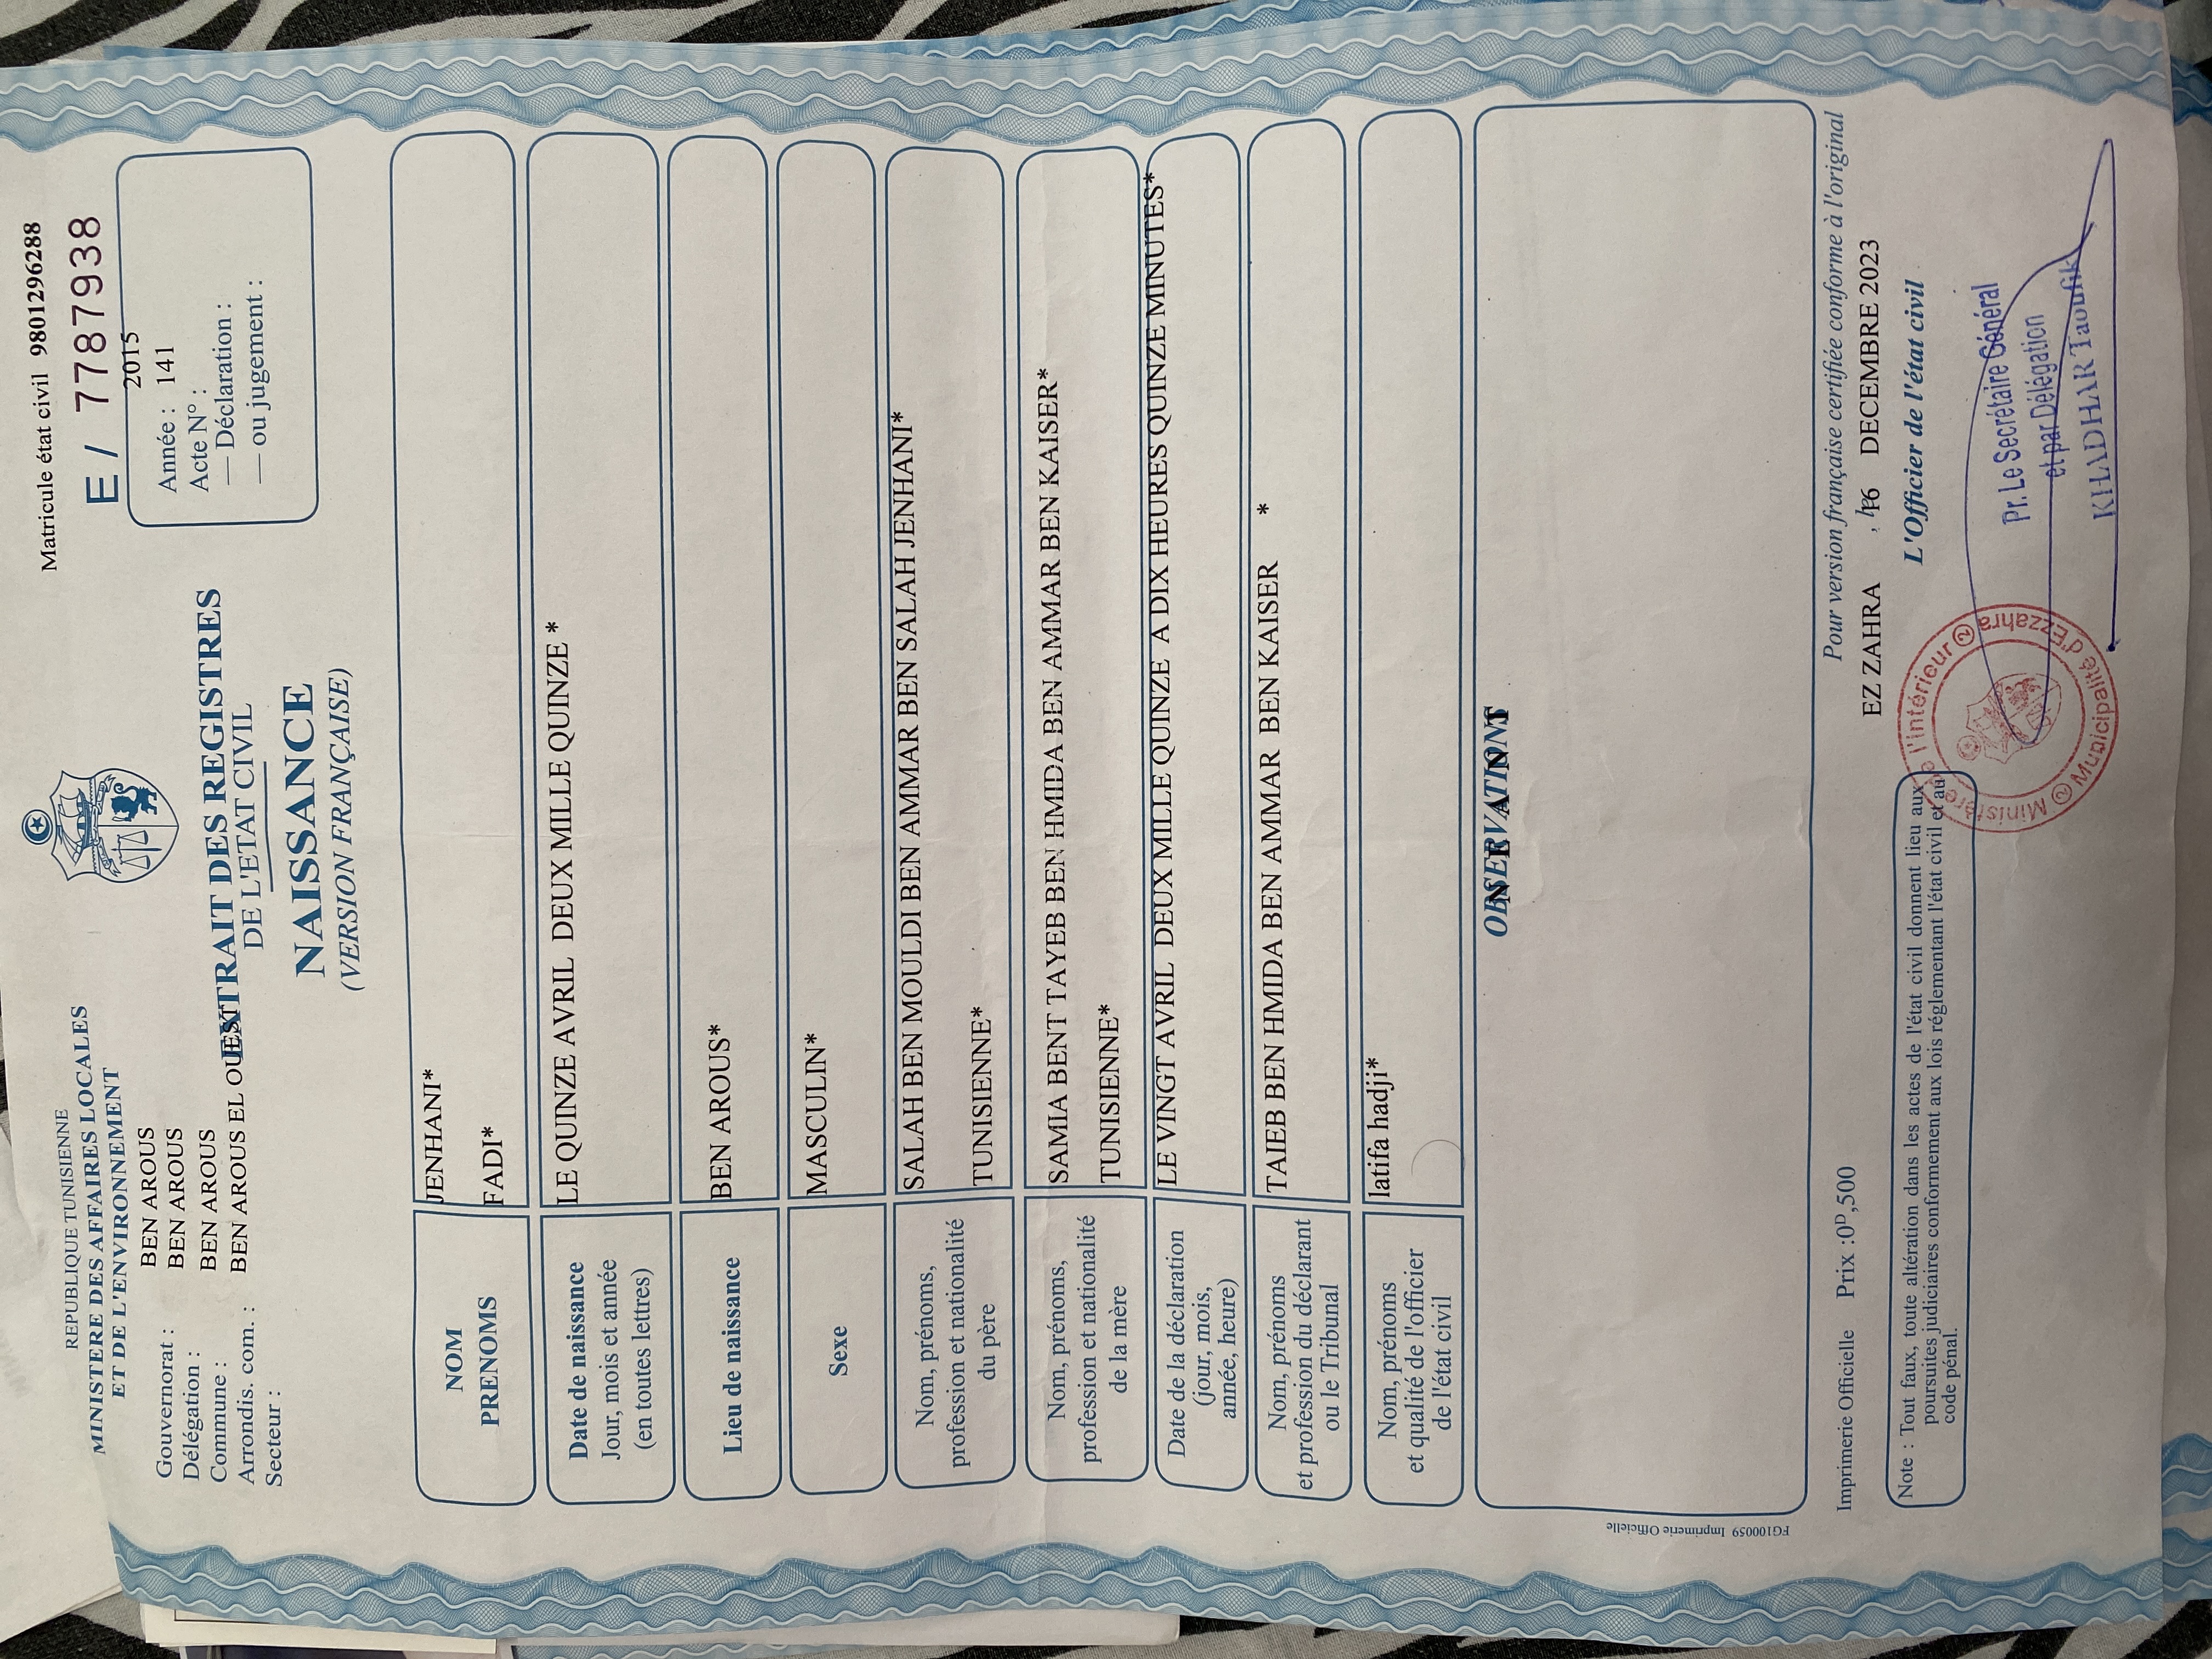 Matricule état civil 9801296288
E / 7787938
REPUBLIQUE TUNISIENNE
MINISTERE DES AFFAIRES LOCALES
ET DE L'ENVIRONNEMENT
Gouvernorat : BEN AROUS
Délégation : BEN AROUS
Commune : BEN AROUS
Arrondis. com. : BEN AROUS EL OUEST
Secteur :
2015
Année : 141
Acte N° :
— Déclaration :
— ou jugement :
EXTRAIT DES REGISTRES
DE L'ETAT CIVIL
NAISSANCE
(VERSION FRANÇAISE)
NOM JENHANI*
PRENOMS FADI*
Date de naissance
Jour, mois et année
(en toutes lettres)
LE QUINZE AVRIL DEUX MILLE QUINZE *
Lieu de naissance BEN AROUS*
Sexe MASCULIN*
Nom, prénoms,
profession et nationalité
du père
SALAH BEN MOULDI BEN AMMAR BEN SALAH JENHANI*
TUNISIENNE*
Nom, prénoms,
profession et nationalité
de la mère
SAMIA BENT TAYEB BEN HMIDA BEN AMMAR BEN KAISER*
TUNISIENNE*
Date de la déclaration
(jour, mois,
année, heure)
LE VINGT AVRIL DEUX MILLE QUINZE A DIX HEURES QUINZE MINUTES*
Nom, prénoms
et profession du déclarant
ou le Tribunal
TAIEB BEN HMIDA BEN AMMAR BEN KAISER *
Nom, prénoms
et qualité de l'officier
de l'état civil
latifa hadji*
OBSERVATIONS
FG100059 Imprimerie Officielle
Imprimerie Officielle Prix :0D,500
Pour version française certifiée conforme à l'original
EZ ZAHRA , le 6 DECEMBRE 2023
L'Officier de l'état civil
Pr. Le Secrétaire Général
et par Délégation
KHADHAR Taoufik
Ministère de l'intérieur
Municipalité d'Ezzahra
Note : Tout faux, toute altération dans les actes de l'état civil donnent lieu aux
poursuites judiciaires conformement aux lois réglementant l'état civil et au
code pénal.